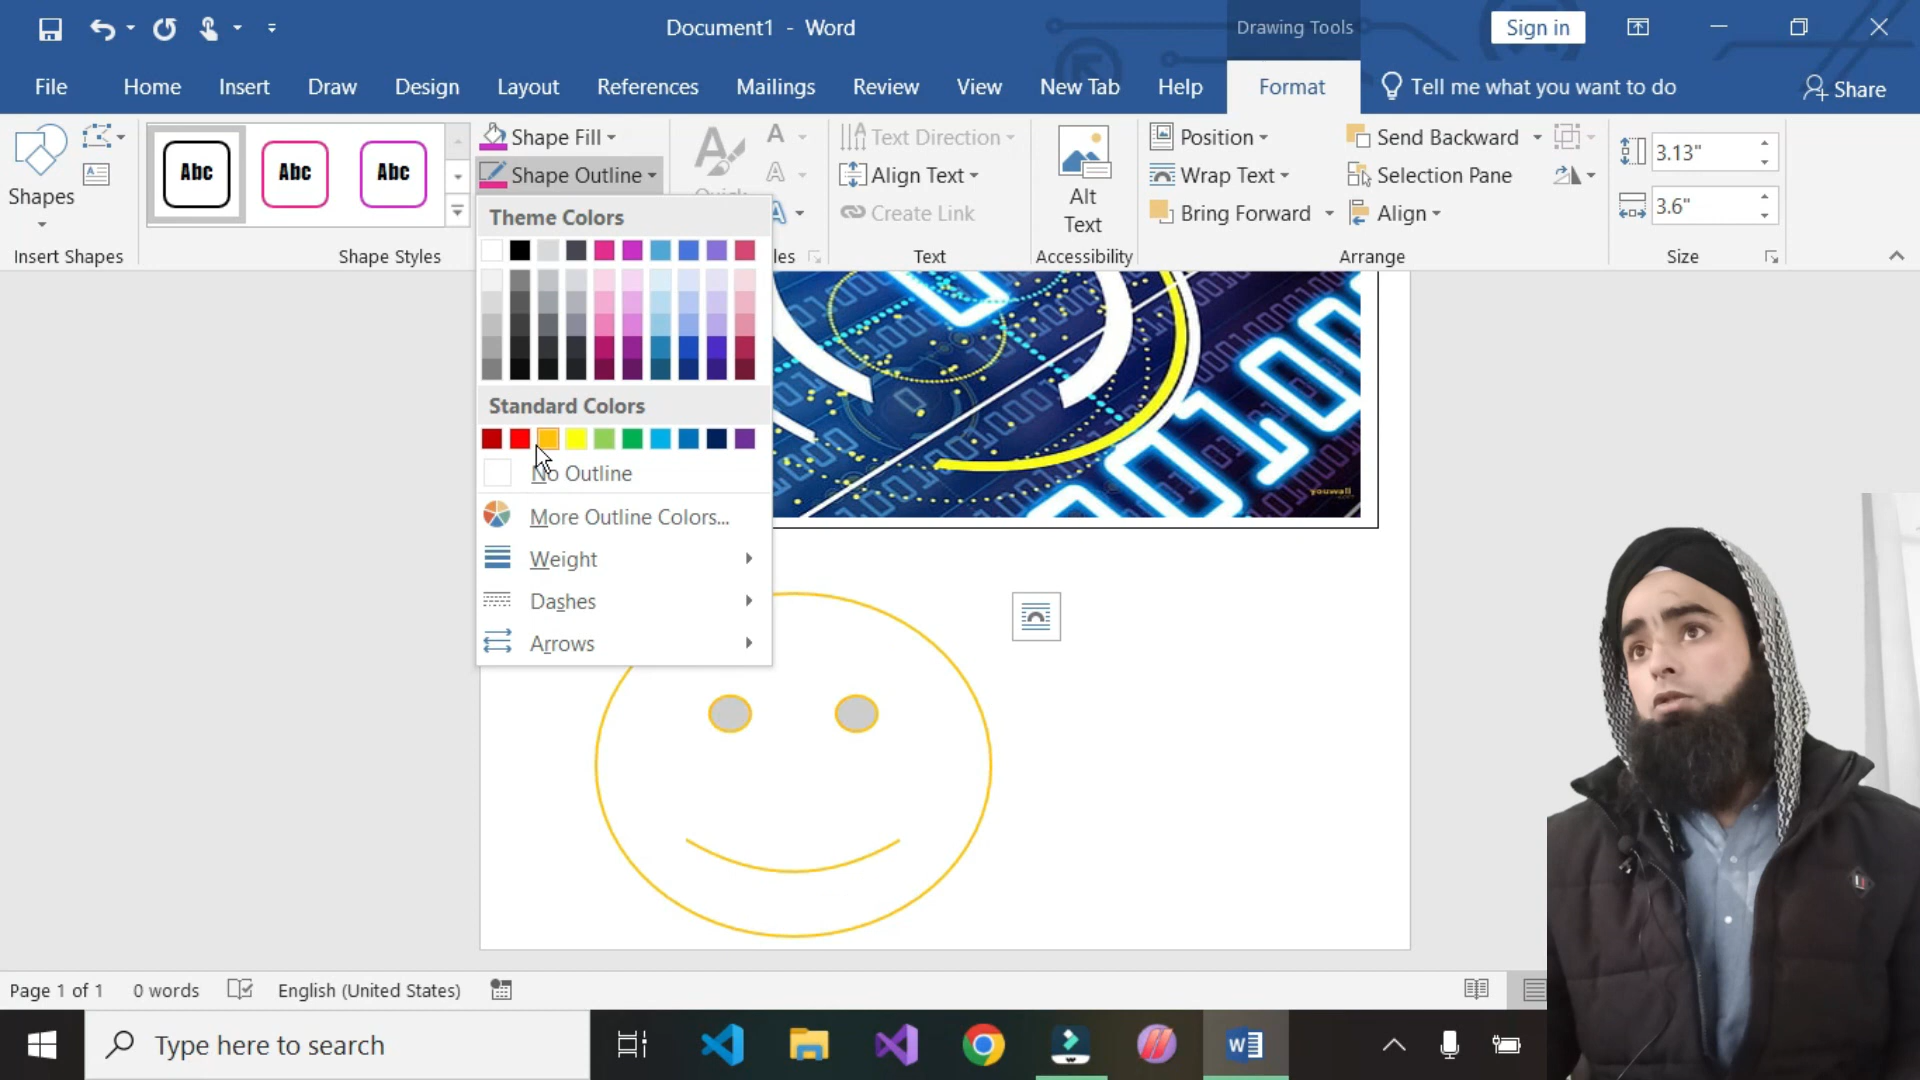 Document1 - Word
Drawing Tools
Sign in
File
Home
Insert
Draw
Design
Layout
References
Mailings
Review
View
New Tab
Help
Format
Tell me what you want to do
Share
Shapes
Abc
Abc
Abc
Shape Fill
Shape Outline
Text Direction
Align Text
Create Link
Alt
Text
Position
Wrap Text
Bring Forward
Send Backward
Selection Pane
Align
3.13"
3.6"
Insert Shapes
Shape Styles
Text
Accessibility
Arrange
Size
Theme Colors
Standard Colors
No Outline
More Outline Colors...
Weight
Dashes
Arrows
youwall
Page 1 of 1
0 words
English (United States)
Type here to search